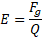 E = F_g / Q